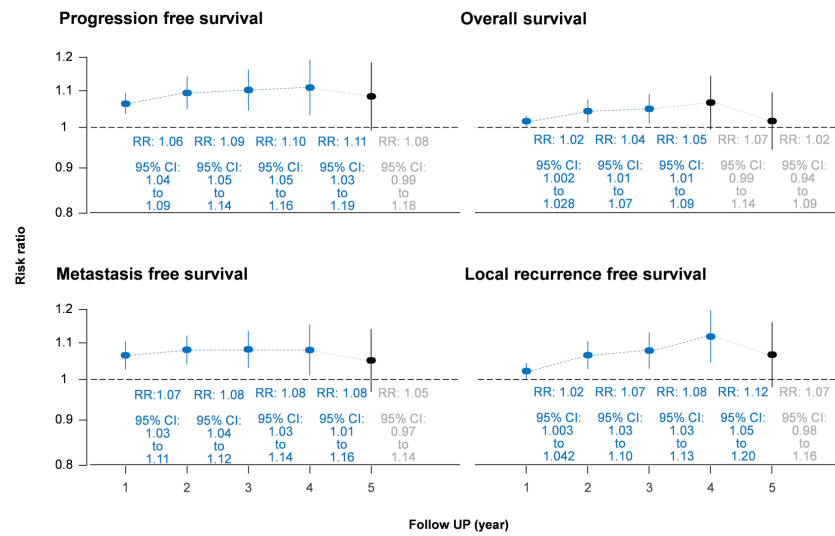 Progression free survival
Overall survival
1.2
1.1
1
0.9
0.8
RR: 1.06 RR: 1.09 RR: 1.10 RR: 1.11 RR: 1.08
95% CI: 95% CI: 95% CI: 95% CI: 95% CI:
1.04 1.05 1.05 1.03 0.99
to to to to to
1.09 1.14 1.16 1.19 1.18
RR: 1.02 RR: 1.04 RR: 1.05 RR: 1.07 RR: 1.02
95% CI: 95% CI: 95% CI: 95% CI: 95% CI:
1.002 1.01 1.01 0.99 0.94
to to to to to
1.028 1.07 1.09 1.14 1.09
Risk ratio
Metastasis free survival
Local recurrence free survival
1.2
1.1
1
0.9
0.8
RR:1.07 RR: 1.08 RR: 1.08 RR: 1.08 RR: 1.05
95% CI: 95% CI: 95% CI: 95% CI: 95% CI:
1.03 1.04 1.03 1.01 0.97
to to to to to
1.11 1.12 1.14 1.16 1.14
RR: 1.02 RR: 1.07 RR: 1.08 RR: 1.12 RR: 1.07
95% CI: 95% CI: 95% CI: 95% CI: 95% CI:
1.003 1.03 1.03 1.05 0.98
to to to to to
1.042 1.10 1.13 1.20 1.16
1 2 3 4 5
1 2 3 4 5
Follow UP (year)